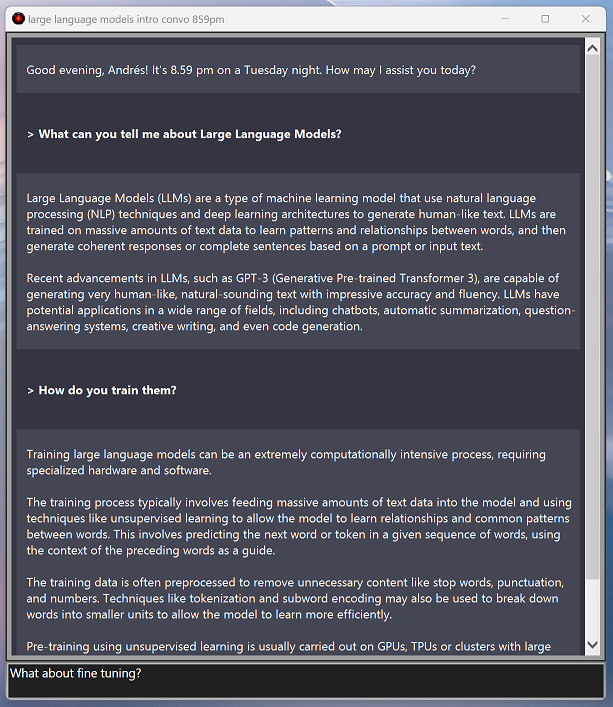 large language models intro convo 859pm
Good evening, Andrés! It's 8.59 pm on a Tuesday night. How may I assist you today?
> What can you tell me about Large Language Models?
Large Language Models (LLMs) are a type of machine learning model that use natural language
processing (NLP) techniques and deep learning architectures to generate human-like text. LLMs are
trained on massive amounts of text data to learn patterns and relationships between words, and then
generate coherent responses or complete sentences based on a prompt or input text.
Recent advancements in LLMs, such as GPT-3 (Generative Pre-trained Transformer 3), are capable of
generating very human-like, natural-sounding text with impressive accuracy and fluency. LLMs have
potential applications in a wide range of fields, including chatbots, automatic summarization, question-
answering systems, creative writing, and even code generation.
> How do you train them?
Training large language models can be an extremely computationally intensive process, requiring
specialized hardware and software.
The training process typically involves feeding massive amounts of text data into the model and using
techniques like unsupervised learning to allow the model to learn relationships and common patterns
between words. This involves predicting the next word or token in a given sequence of words, using
the context of the preceding words as a guide.
The training data is often preprocessed to remove unnecessary content like stop words, punctuation,
and numbers. Techniques like tokenization and subword encoding may also be used to break down
words into smaller units to allow the model to learn more efficiently.
Pre-training using unsupervised learning is usually carried out on GPUs, TPUs or clusters with large
What about fine tuning?